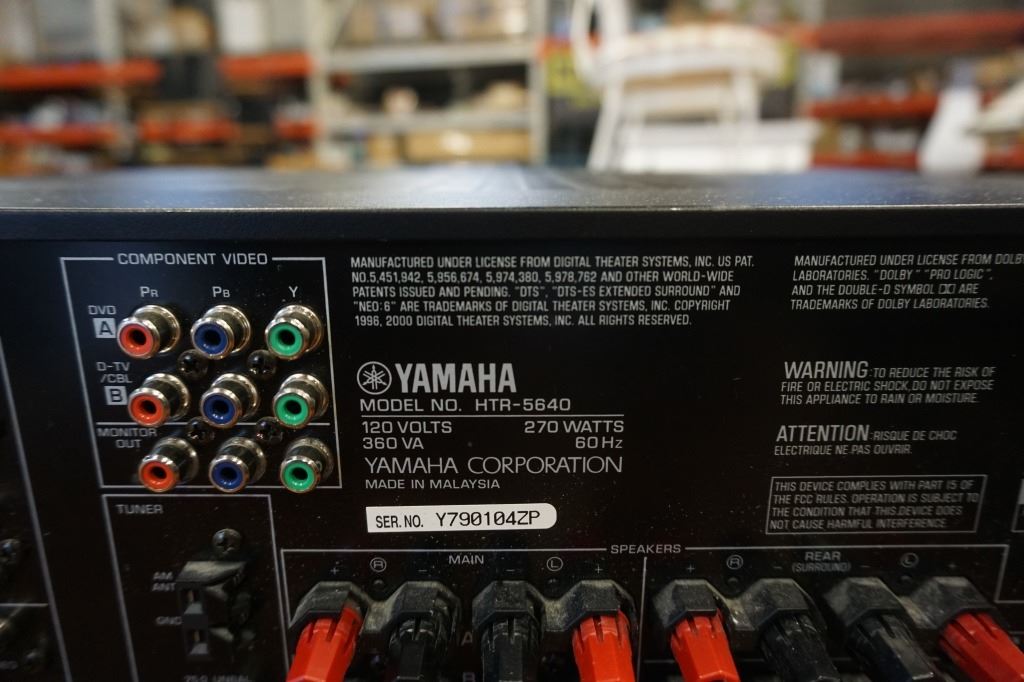 COMPONENT VIDEO
PR PB Y
DVD
A
D-TV
/CBL
B
MONITOR
OUT
TUNER
AM
ANT
GND
75Ω UNBAL.
MANUFACTURED UNDER LICENSE FROM DIGITAL THEATER SYSTEMS, INC. US PAT.
NO.5,451,942, 5,956,674, 5,974,380, 5,978,762 AND OTHER WORLD-WIDE
PATENTS ISSUED AND PENDING. "DTS", "DTS-ES EXTENDED SURROUND" AND
"NEO:6" ARE TRADEMARKS OF DIGITAL THEATER SYSTEMS, INC. COPYRIGHT
1996, 2000 DIGITAL THEATER SYSTEMS, INC. ALL RIGHTS RESERVED.
YAMAHA
MODEL NO. HTR-5640
120 VOLTS 270 WATTS
360 VA 60 Hz
YAMAHA CORPORATION
MADE IN MALAYSIA
SER. NO. Y790104ZP
MANUFACTURED UNDER LICENSE FROM DOLBY
LABORATORIES. "DOLBY" "PRO LOGIC",
AND THE DOUBLE-D SYMBOL ARE
TRADEMARKS OF DOLBY LABORATORIES.
WARNING:TO REDUCE THE RISK OF
FIRE OR ELECTRIC SHOCK,DO NOT EXPOSE
THIS APPLIANCE TO RAIN OR MOISTURE.
ATTENTION:RISQUE DE CHOC
ELECTRIQUE NE PAS OUVRIR.
THIS DEVICE COMPLIES WITH PART 15 OF
THE FCC RULES. OPERATION IS SUBJECT TO
THE CONDITION THAT THIS.DEVICE DOES
NOT CAUSE HARMFUL INTERFERENCE.
SPEAKERS
+ R - MAIN - L +
+ R - REAR - L +
(SURROUND)
A
B